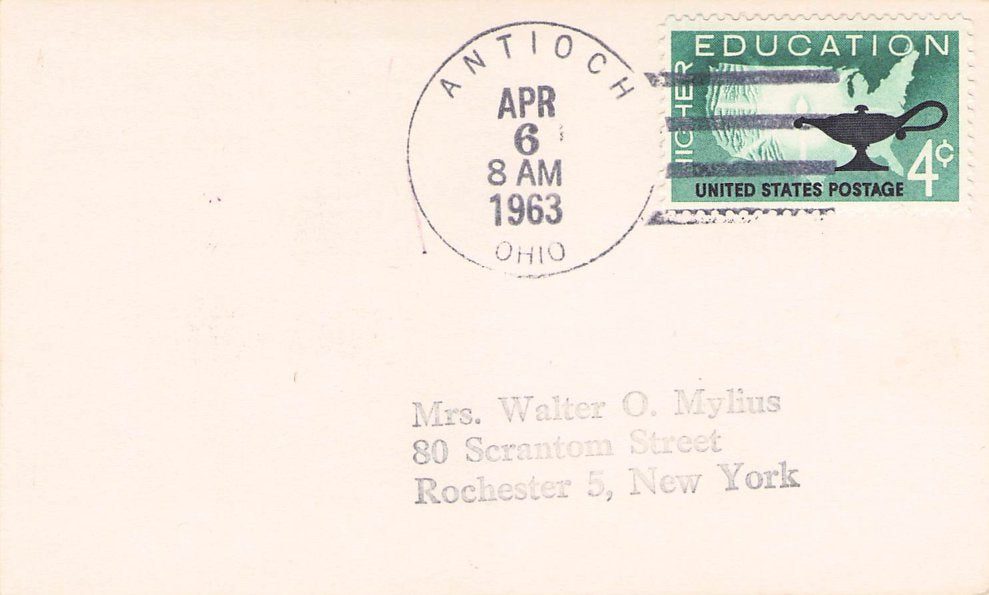 ANTIOCH
APR
6
8 AM
1963
OHIO
HIGHER EDUCATION
4¢
UNITED STATES POSTAGE
Mrs. Walter O. Mylius
80 Scrantom Street
Rochester 5, New York